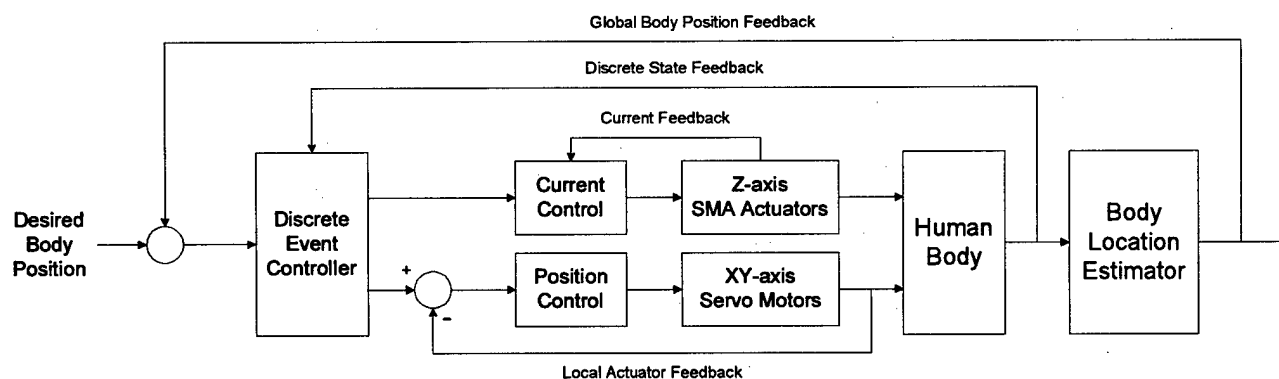 Global Body Position Feedback
Discrete State Feedback
Current Feedback
Desired
Body
Position
Discrete
Event
Controller
Current
Control
Z-axis
SMA Actuators
+
-
Position
Control
XY-axis
Servo Motors
Human
Body
Body
Location
Estimator
Local Actuator Feedback